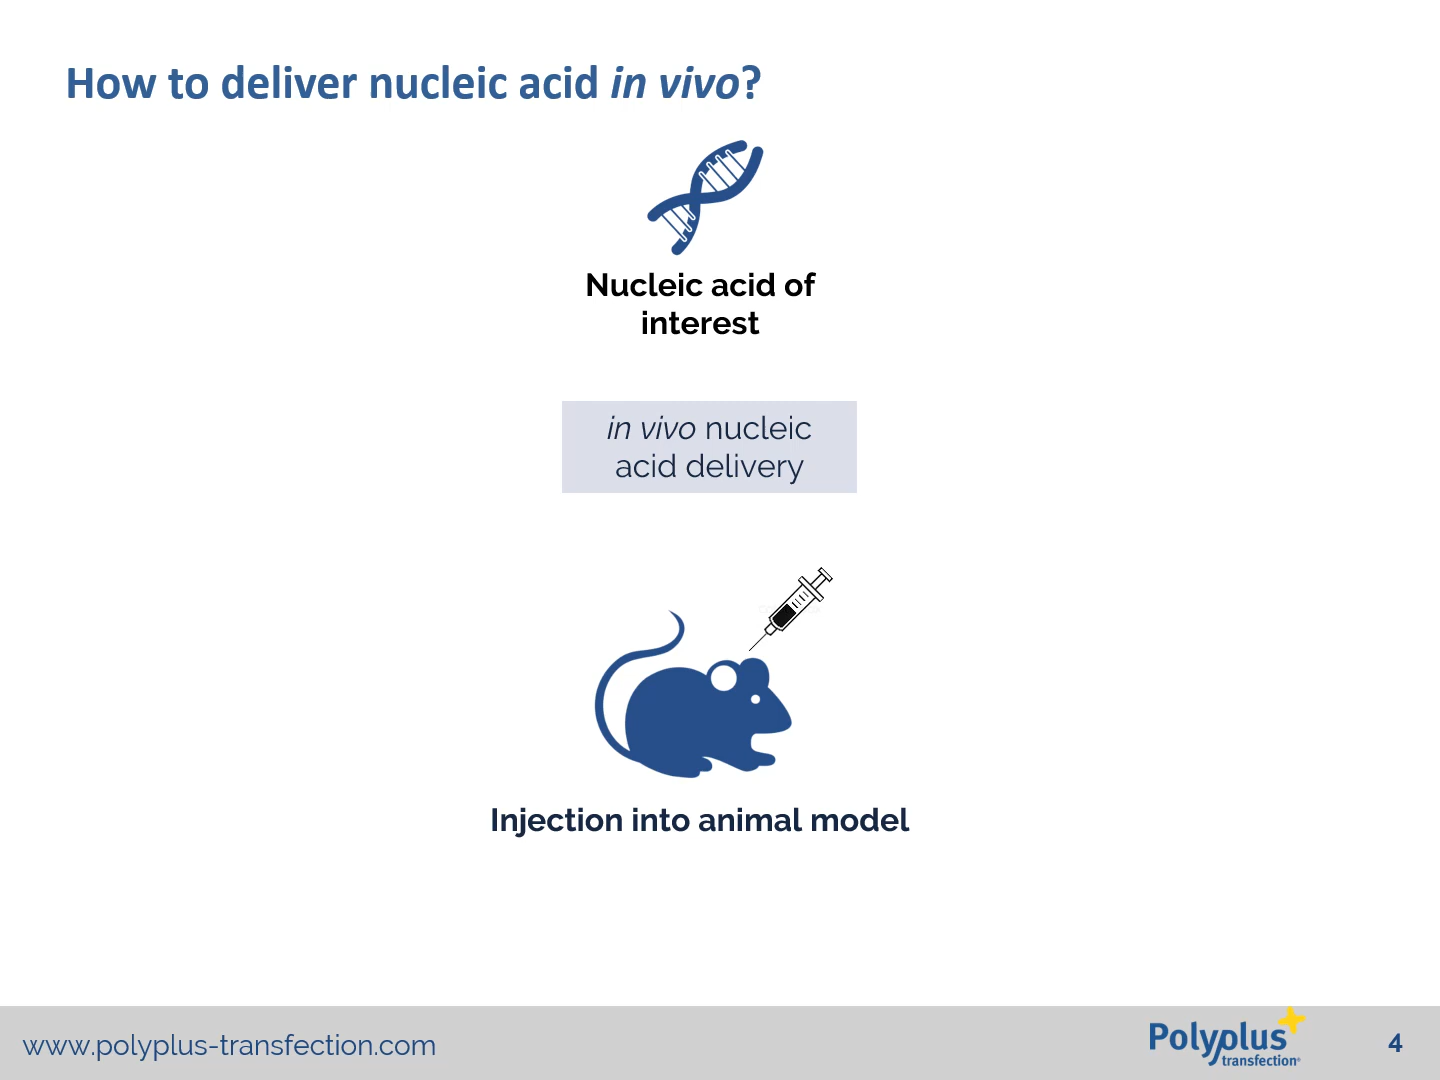 How to deliver nucleic acid in vivo?
Nucleic acid of
interest
in vivo nucleic
acid delivery
Injection into animal model
www.polyplus-transfection.com
Polyplus
transfection®
4